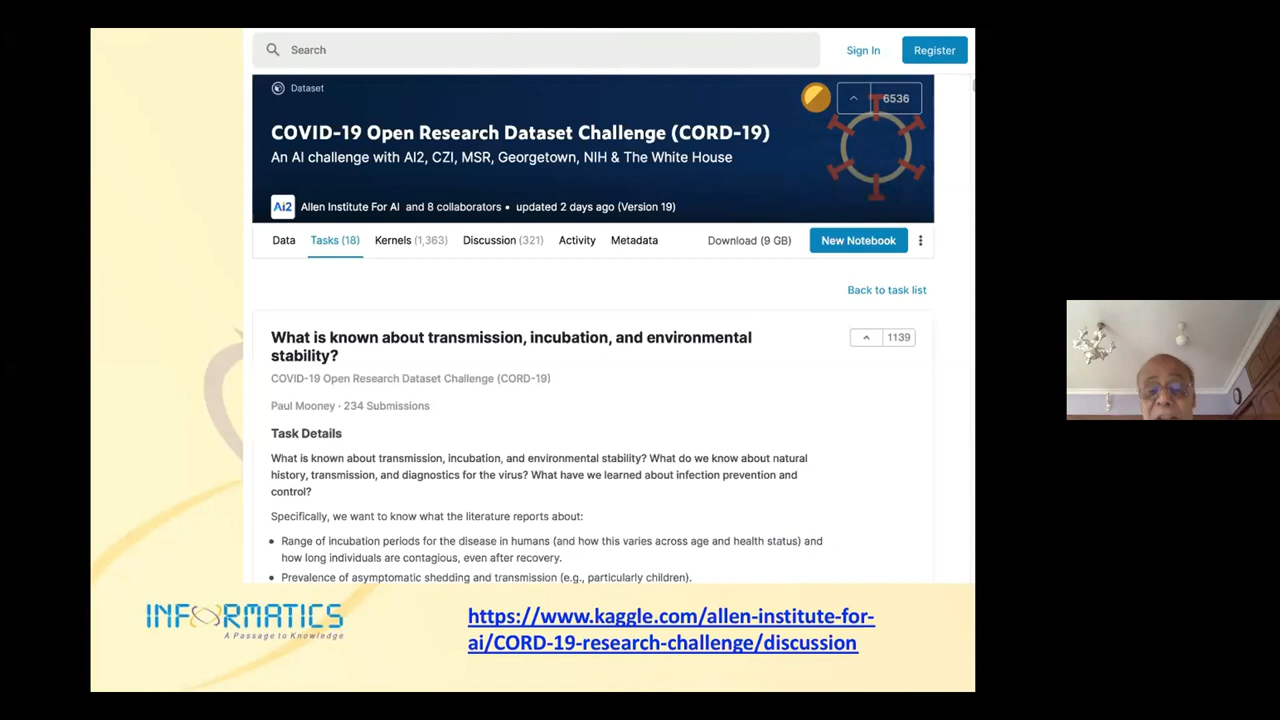 Search
Sign In
Register
Dataset
6536
COVID-19 Open Research Dataset Challenge (CORD-19)
An AI challenge with AI2, CZI, MSR, Georgetown, NIH & The White House
Ai2 Allen Institute For AI and 8 collaborators • updated 2 days ago (Version 19)
Data Tasks (18) Kernels (1,363) Discussion (321) Activity Metadata Download (9 GB) New Notebook
Back to task list
What is known about transmission, incubation, and environmental
stability?
1139
COVID-19 Open Research Dataset Challenge (CORD-19)
Paul Mooney · 234 Submissions
Task Details
What is known about transmission, incubation, and environmental stability? What do we know about natural
history, transmission, and diagnostics for the virus? What have we learned about infection prevention and
control?
Specifically, we want to know what the literature reports about:
• Range of incubation periods for the disease in humans (and how this varies across age and health status) and
how long individuals are contagious, even after recovery.
• Prevalence of asymptomatic shedding and transmission (e.g., particularly children).
INFORMATICS
A Passage to Knowledge
https://www.kaggle.com/allen-institute-for-
ai/CORD-19-research-challenge/discussion